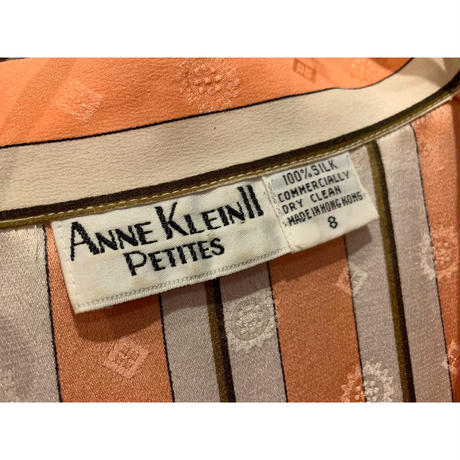 ANNE KLEIN II
PETITES
100% SILK
COMMERCIALLY
DRY CLEAN
MADE IN HONG KONG
8